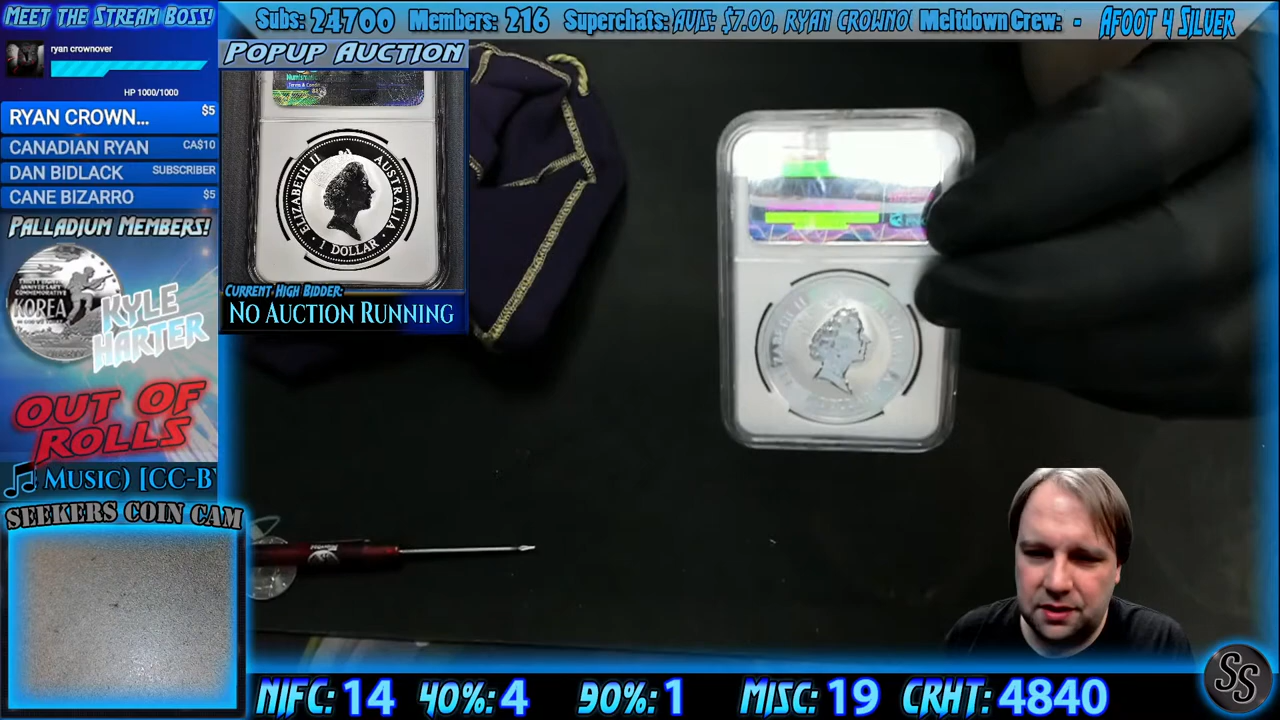 MEET THE STREAM BOSS!
ryan crownover
HP 1000/1000
RYAN CROWN... $5
CANADIAN RYAN CA$10
DAN BIDLACK SUBSCRIBER
CANE BIZARRO $5
PALLADIUM MEMBERS!
KOREA
KYLE HARTER
OUT OF ROLLS
MUSIC) [CC-BY
SEEKERS COIN CAM
Subs: 24700 Members: 216 Superchats: AVIS: $7.00, RYAN CROWNO Meltdown Crew: - AFOOT 4 SILVER
POPUP AUCTION
ELIZABETH II AUSTRALIA
1 DOLLAR
CURRENT HIGH BIDDER:
NO AUCTION RUNNING
NIFC: 14 40%: 4 90%: 1 MISC: 19 CRHT: 4840
SS